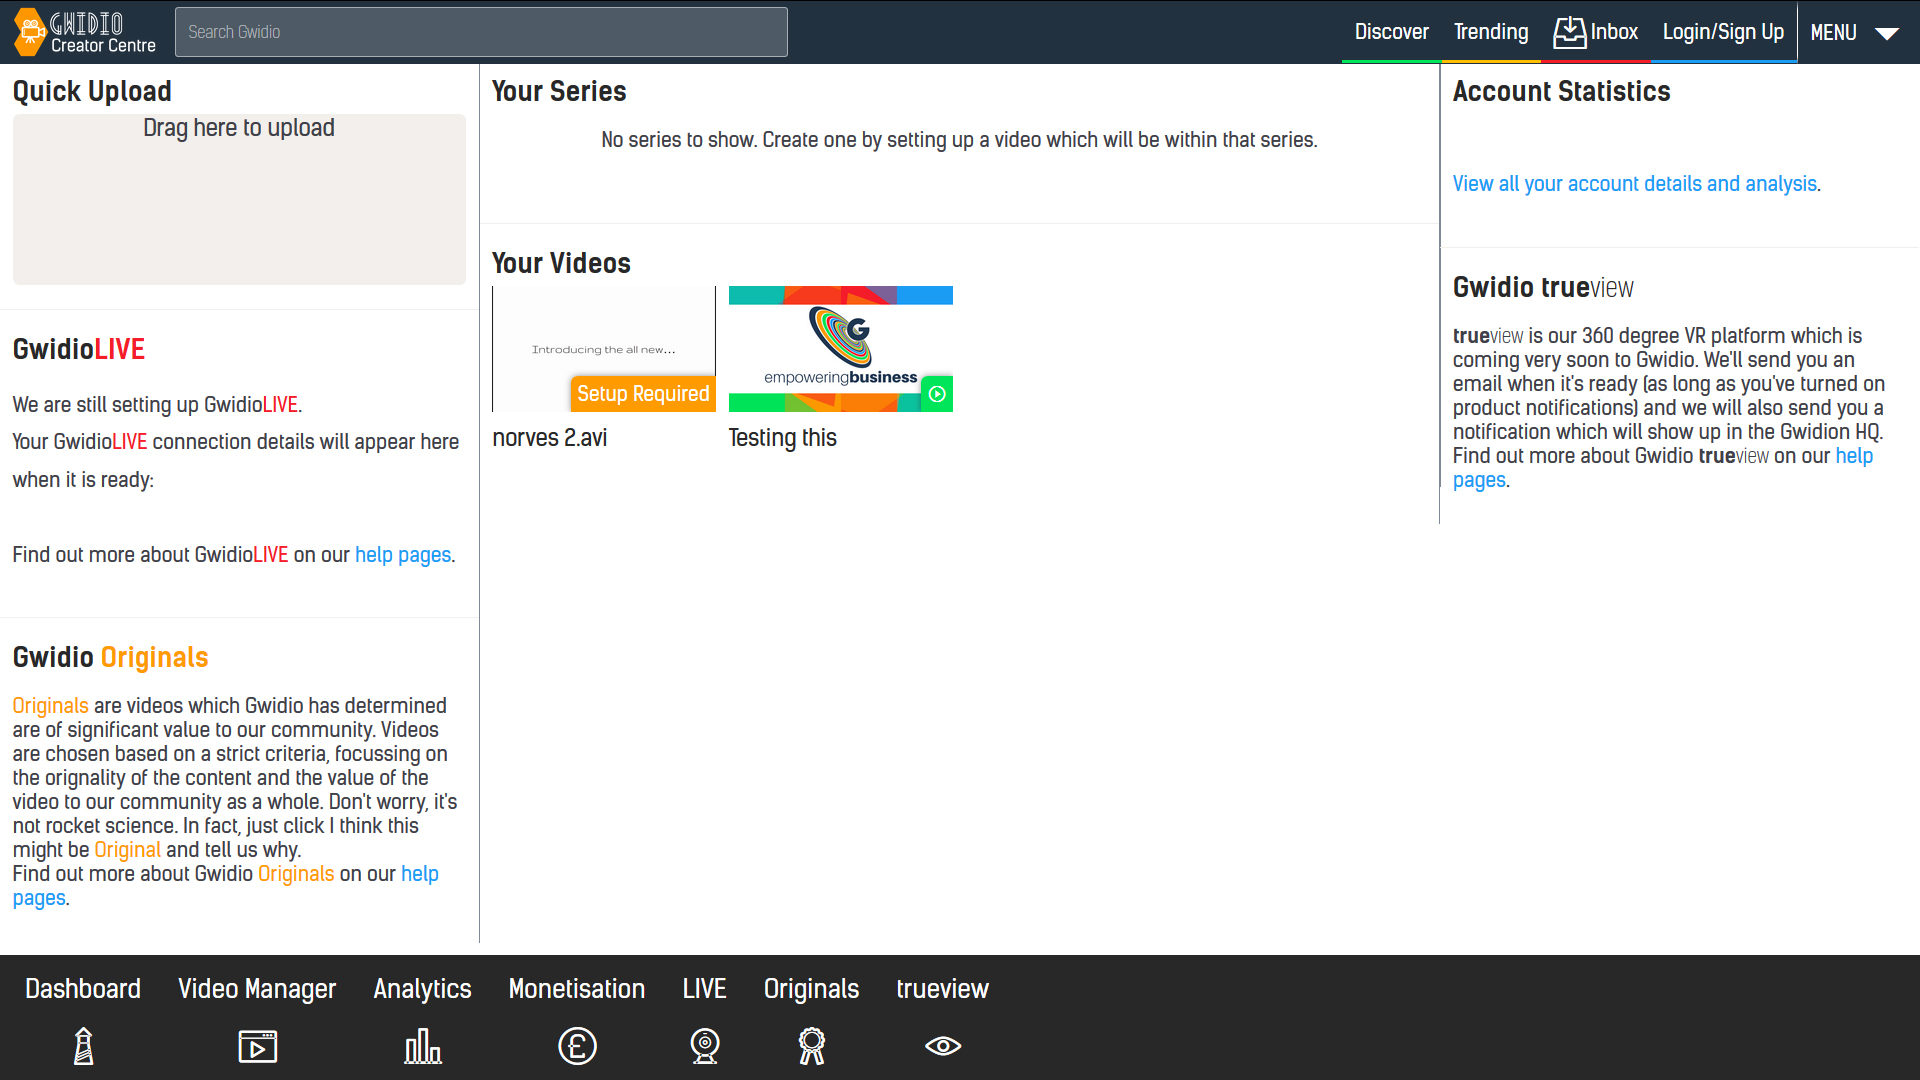 GWIDIO
Creator Centre
Search Gwidio
Discover
Trending
Inbox
Login/Sign Up
MENU
Quick Upload
Drag here to upload
GwidioLIVE
We are still setting up GwidioLIVE.
Your GwidioLIVE connection details will appear here
when it is ready:
Find out more about GwidioLIVE on our help pages.
Gwidio Originals
Originals are videos which Gwidio has determined
are of significant value to our community. Videos
are chosen based on a strict criteria, focussing on
the orignality of the content and the value of the
video to our community as a whole. Don't worry, it's
not rocket science. In fact, just click I think this
might be Original and tell us why.
Find out more about Gwidio Originals on our help
pages.
Your Series
No series to show. Create one by setting up a video which will be within that series.
Your Videos
Introducing the all new...
Setup Required
norves 2.avi
G
empoweringbusiness
Testing this
Account Statistics
View all your account details and analysis.
Gwidio trueview
trueview is our 360 degree VR platform which is
coming very soon to Gwidio. We'll send you an
email when it's ready (as long as you've turned on
product notifications) and we will also send you a
notification which will show up in the Gwidion HQ.
Find out more about Gwidio trueview on our help
pages.
Dashboard
Video Manager
Analytics
Monetisation
LIVE
Originals
trueview
£